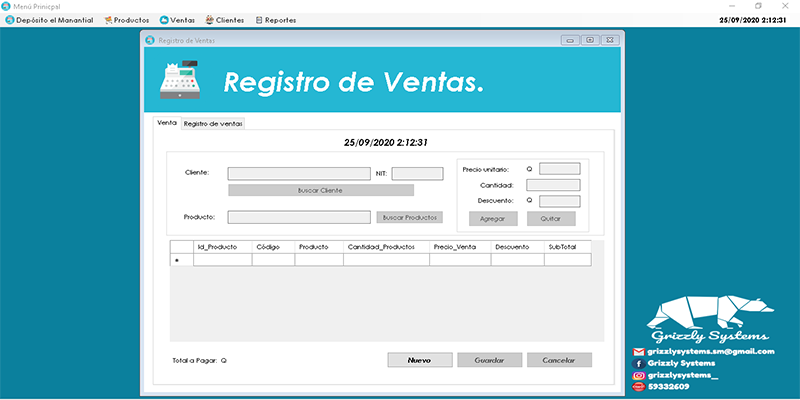 Menú Prinicpal
Depósito el Manantial Productos Ventas Clientes Reportes 25/09/2020 2:12:31
Registro de Ventas
Registro de Ventas.
Venta Registro de ventas
25/09/2020 2:12:31
Cliente: NIT:
Buscar Cliente
Producto: Buscar Productos
Precio unitario: Q
Cantidad:
Descuento: Q
Agregar Quitar
Id_Producto Código Producto Cantidad_Productos Precio_Venta Descuento SubTotal
*
Total a Pagar: Q
Nuevo Guardar Cancelar
Grizzly Systems
grizzlysystems.sm@gmail.com
Grizzly Systems
grizzlysystems_
59332609